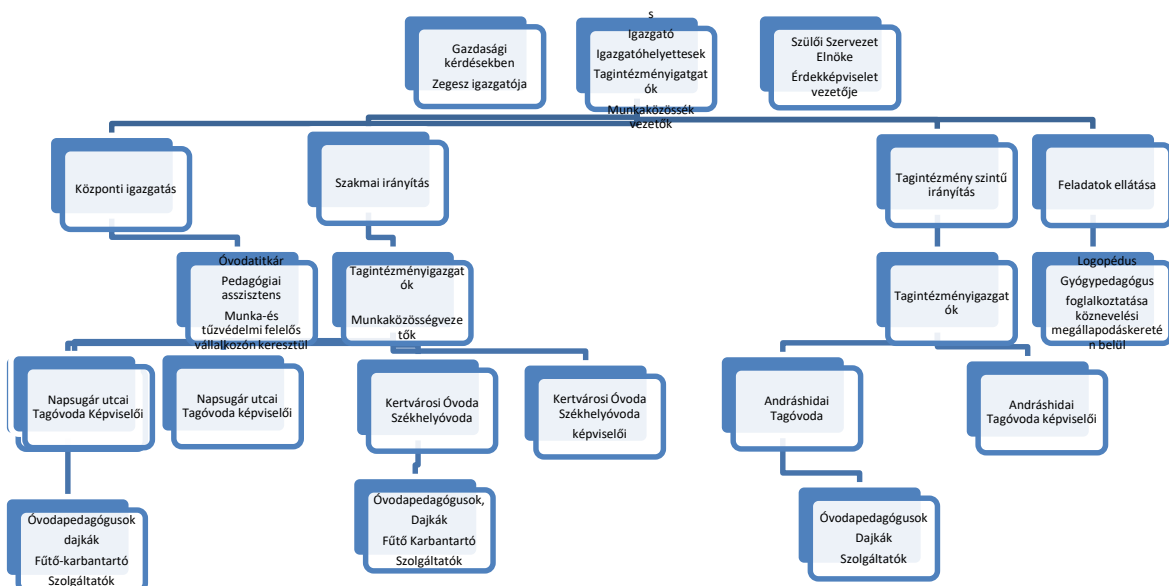 Gazdasági
kérdésekben
Zegesz igazgatója
s
Igazgató
Igazgatóhelyettesek
Tagintézményigatgat
ók
Munkaközössék
vezetők
Szülői Szervezet
Elnöke
Érdekképviselet
vezetője
Központi igazgatás
Szakmai irányítás
Tagintézmény szintű
irányítás
Feladatok ellátása
Óvodatitkár
Pedagógiai
asszisztens
Munka-és
tűzvédelmi felelős
vállalkozón keresztül
Tagintézményigazgat
ók
Munkaközösségveze
tők
Tagintézményigazgat
ók
Logopédus
Gyógypedagógus
foglalkoztatása
köznevelési
megállapodáskereté
n belül
Napsugár utcai
Tagóvoda Képviselői
Napsugár utcai
Tagóvoda képviselői
Kertvárosi Óvoda
Székhelyóvoda
Kertvárosi Óvoda
Székhelyóvoda
képviselői
Andráshidai
Tagóvoda
Andráshidai
Tagóvoda képviselői
Óvodapedagógusok
dajkák
Fűtő-karbantartó
Szolgáltatók
Óvodapedagógusok,
Dajkák
Fűtő Karbantartó
Szolgáltatók
Óvodapedagógusok
Dajkák
Szolgáltatók